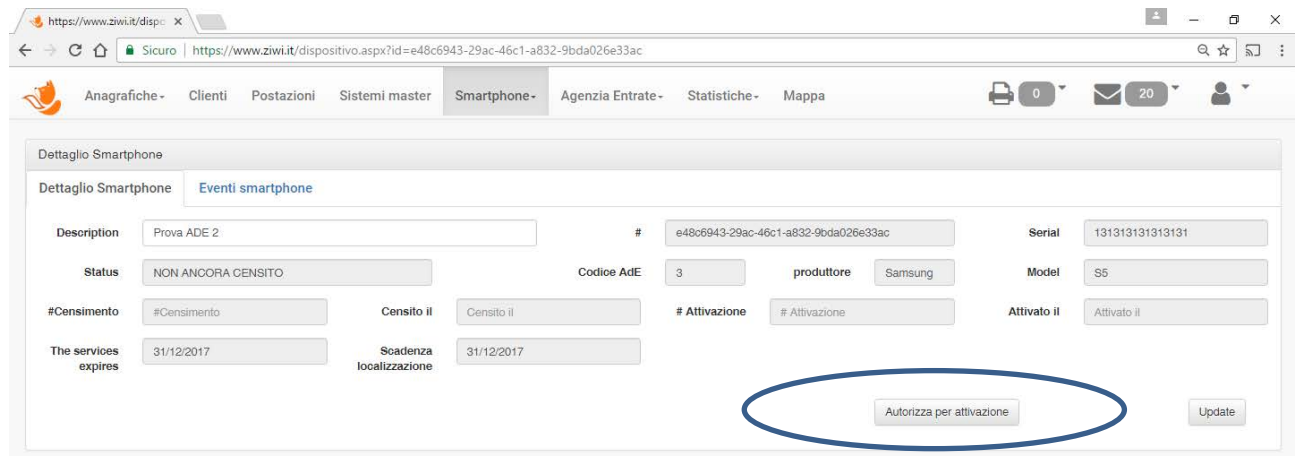 https://www.ziwi.it/dispo
Sicuro | https://www.ziwi.it/dispositivo.aspx?id=e48c6943-29ac-46c1-a832-9bda026e33ac
Anagrafiche Clienti Postazioni Sistemi master Smartphone Agenzia Entrate Statistiche Mappa 0 20
Dettaglio Smartphone
Dettaglio Smartphone Eventi smartphone
Description Prova ADE 2 # e48c6943-29ac-46c1-a832-9bda026e33ac Serial 131313131313131
Status NON ANCORA CENSITO Codice AdE 3 produttore Samsung Model S5
#Censimento #Censimento Censito il Censito il # Attivazione # Attivazione Attivato il Attivato il
The services expires 31/12/2017 Scadenza localizzazione 31/12/2017
Autorizza per attivazione Update